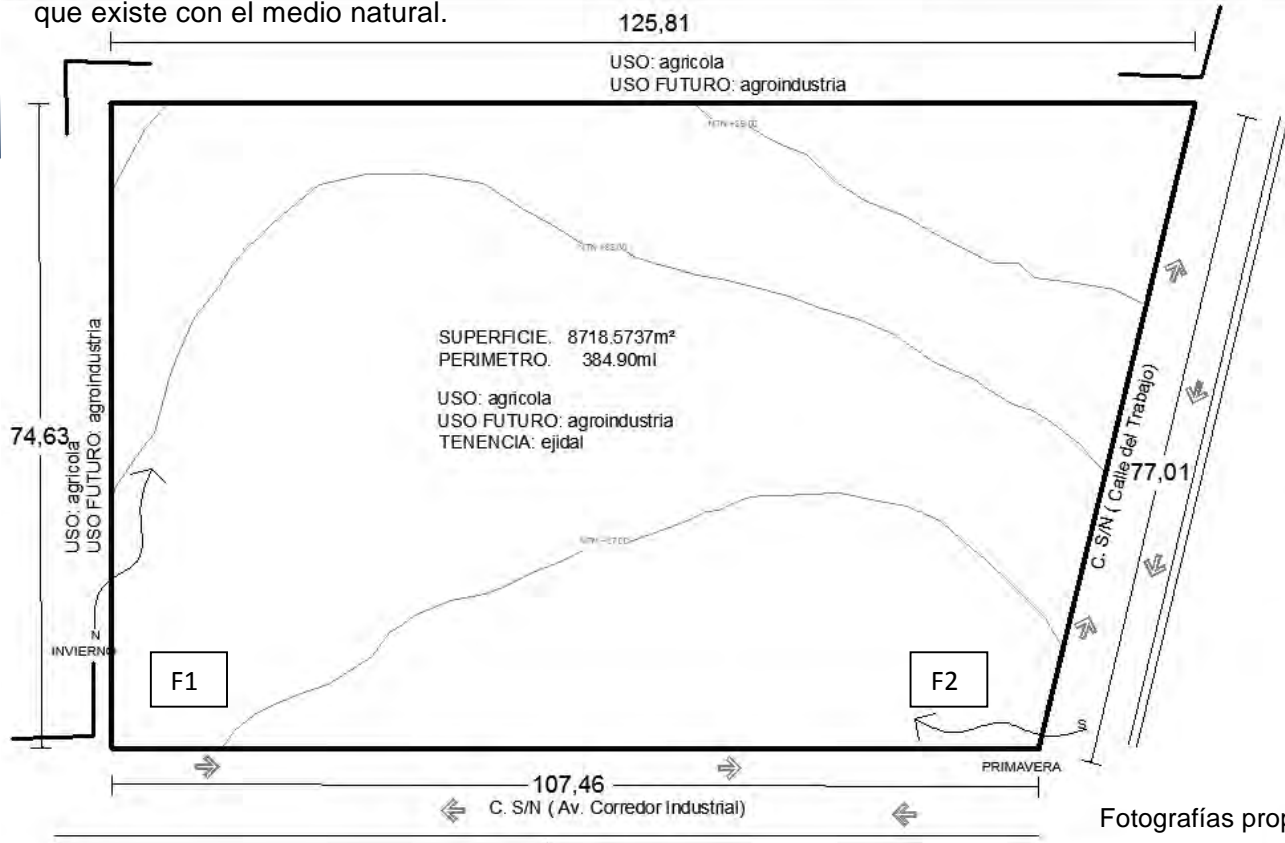 que existe con el medio natural.
125,81
USO: agricola
USO FUTURO: agroindustria
SUPERFICIE. 8718.5737m²
PERIMETRO. 384.90ml
USO: agricola
USO FUTURO: agroindustria
TENENCIA: ejidal
74,63
USO: agricola
USO FUTURO: agroindustria
C. S/N ( Calle del Trabajo)
77,01
N
INVIERNO
F1
F2
S
PRIMAVERA
107,46
C. S/N ( Av. Corredor Industrial)
Fotografías prop